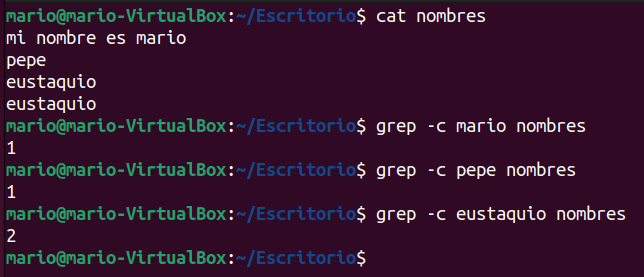 mario@mario-VirtualBox:~/Escritorio$ cat nombres
mi nombre es mario
pepe
eustaquio
eustaquio
mario@mario-VirtualBox:~/Escritorio$ grep -c mario nombres
1
mario@mario-VirtualBox:~/Escritorio$ grep -c pepe nombres
1
mario@mario-VirtualBox:~/Escritorio$ grep -c eustaquio nombres
2
mario@mario-VirtualBox:~/Escritorio$